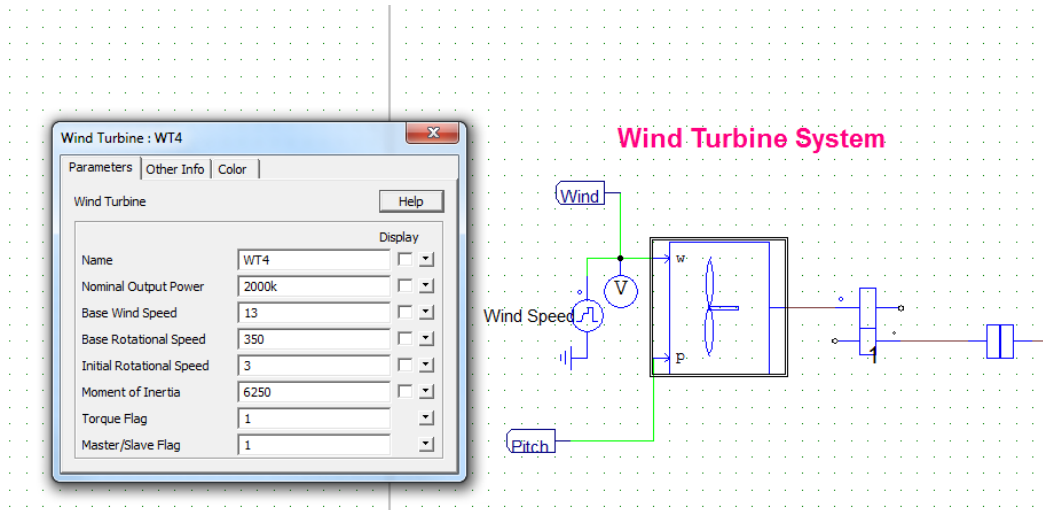 Wind Turbine : WT4
Parameters Other Info Color
Wind Turbine Help
Display
Name WT4
Nominal Output Power 2000k
Base Wind Speed 13
Base Rotational Speed 350
Initial Rotational Speed 3
Moment of Inertia 6250
Torque Flag 1
Master/Slave Flag 1
Wind Turbine System
Wind
w
V
Wind Speed
p
1
Pitch